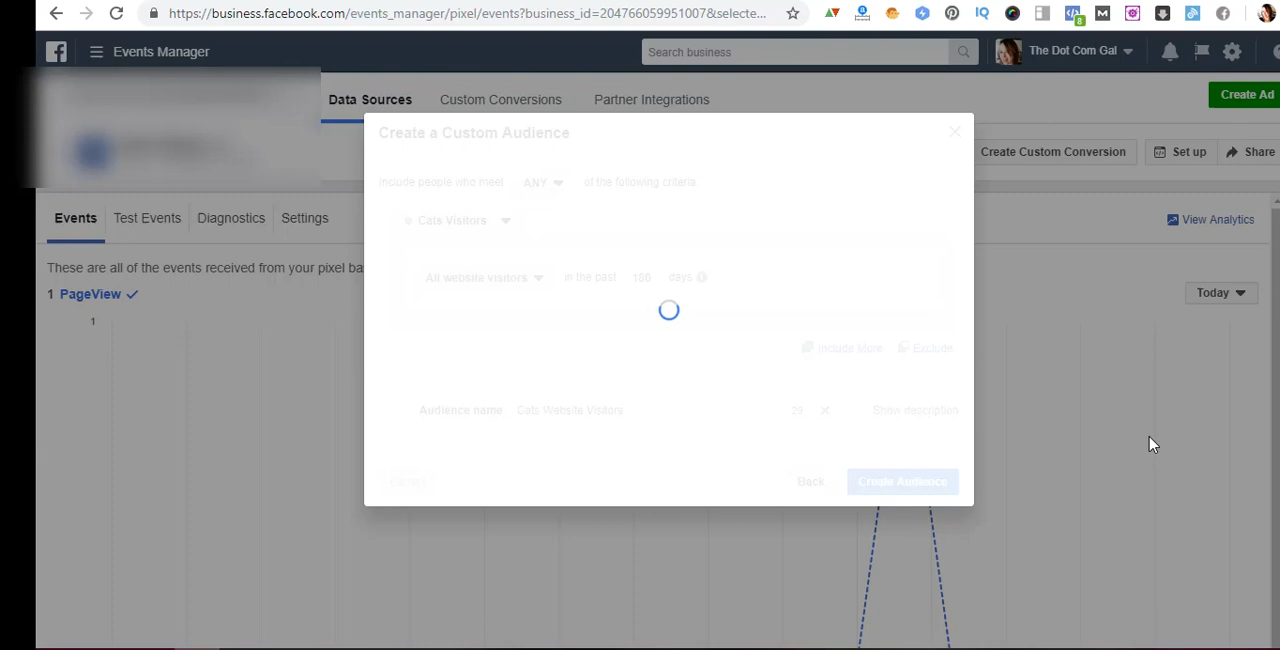 https://business.facebook.com/events_manager/pixel/events?business_id=204766059951007&selecte...
8
IQ
M
Events Manager
Search business
The Dot Com Gal
Data Sources
Custom Conversions
Partner Integrations
Create Ad
Create a Custom Audience
Create Custom Conversion
Set up
Share
Include people who meet ANY of the following criteria
Cats Visitors
Events
Test Events
Diagnostics
Settings
View Analytics
These are all of the events received from your pixel ba
All website visitors in the past 180 days
1 PageView
Today
1
Include More
Exclude
Audience name
Cats Website Visitors
29
Show description
Cancel
Back
Create Audience